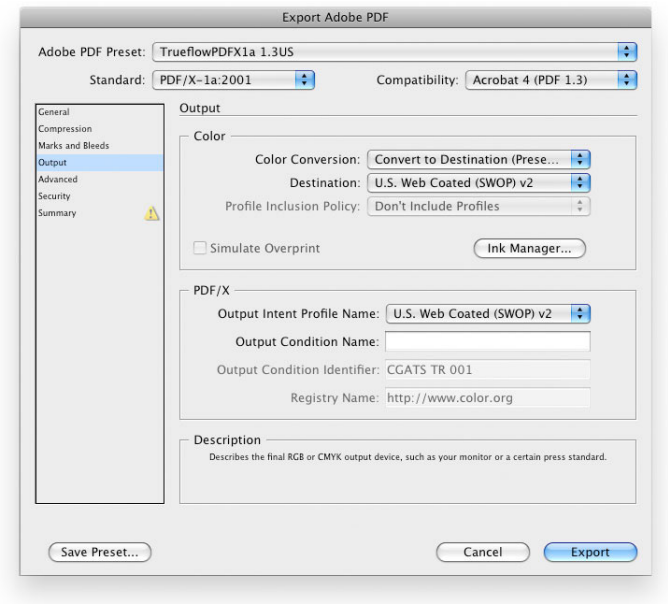 Export Adobe PDF
Adobe PDF Preset: TrueflowPDFX1a 1.3US
Standard: PDF/X-1a:2001 Compatibility: Acrobat 4 (PDF 1.3)
General
Compression
Marks and Bleeds
Output
Advanced
Security
Summary
Output
Color
Color Conversion: Convert to Destination (Prese...
Destination: U.S. Web Coated (SWOP) v2
Profile Inclusion Policy: Don't Include Profiles
Simulate Overprint Ink Manager...
PDF/X
Output Intent Profile Name: U.S. Web Coated (SWOP) v2
Output Condition Name:
Output Condition Identifier: CGATS TR 001
Registry Name: http://www.color.org
Description
Describes the final RGB or CMYK output device, such as your monitor or a certain press standard.
Save Preset... Cancel Export